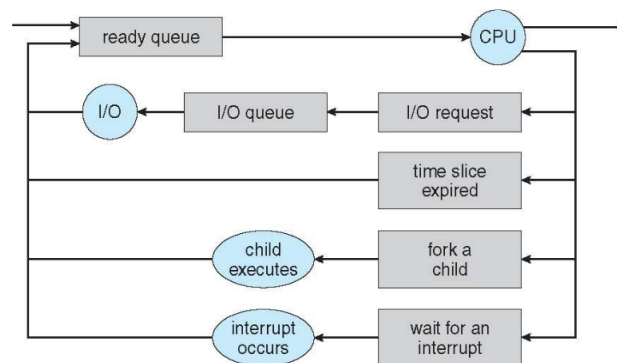 ready queue
CPU
I/O
I/O queue
I/O request
time slice
expired
child
executes
fork a
child
interrupt
occurs
wait for an
interrupt